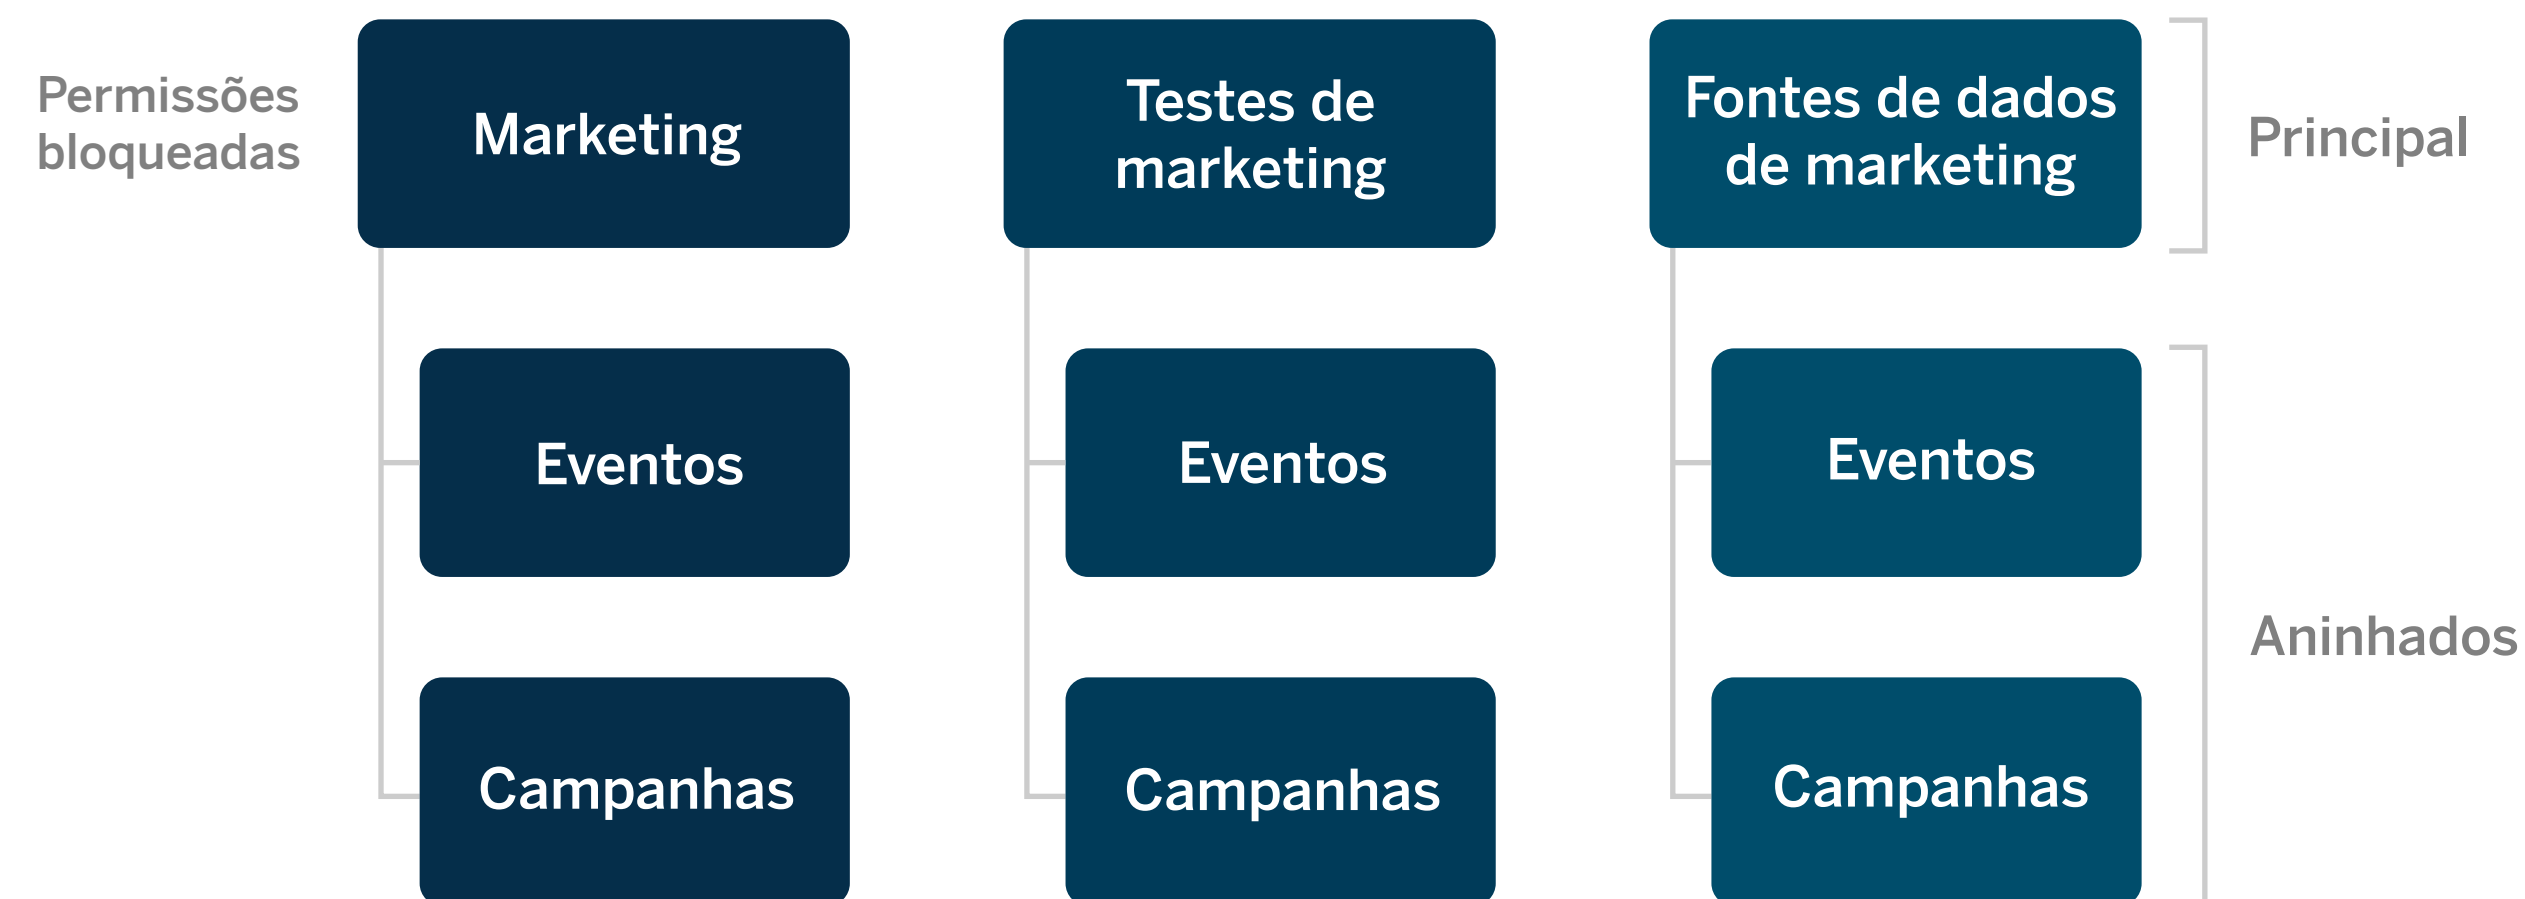 Permissões
bloqueadas
Marketing
Testes de
marketing
Fontes de dados
de marketing
Principal
Eventos
Eventos
Eventos
Aninhados
Campanhas
Campanhas
Campanhas